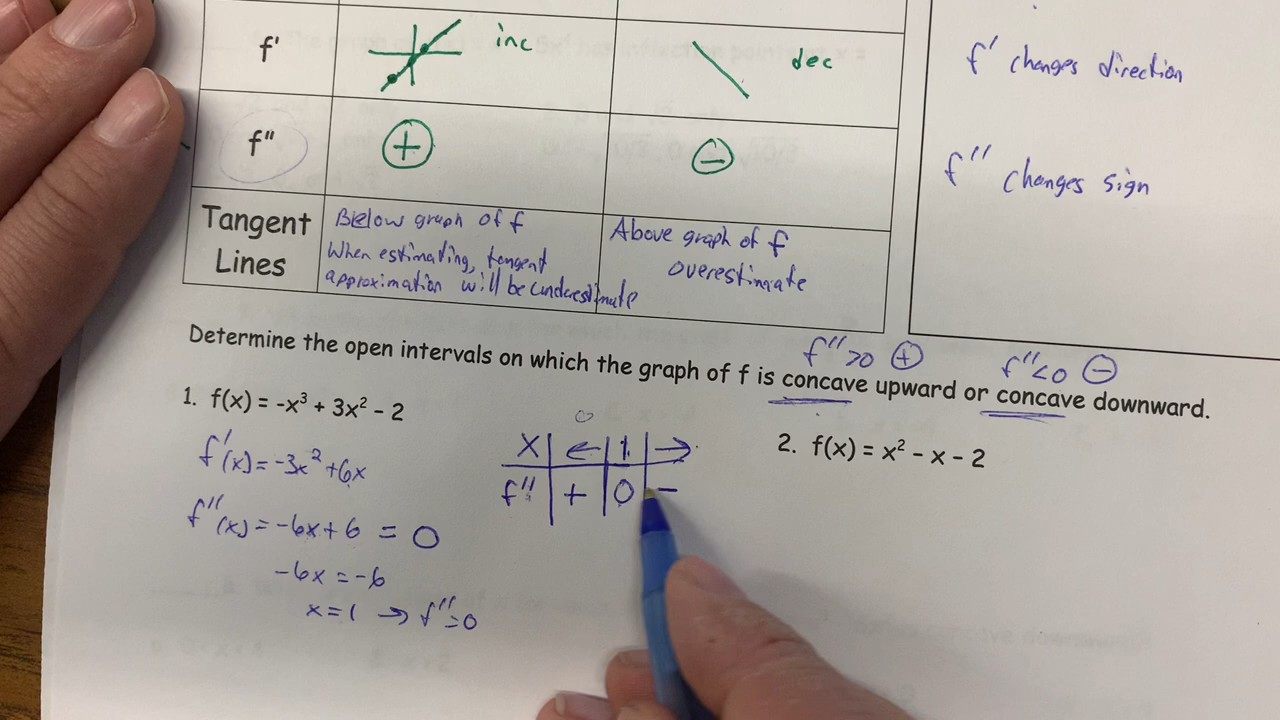 f'
inc
dec
f' changes direction
f"
+
−
f'' changes sign
Tangent Lines
Below graph of f
When estimating, tangent
approximation will be underestimate
Above graph of f
overestimate
f''>0 +
f''<0 −
Determine the open intervals on which the graph of f is concave upward or concave downward.
1. f(x) = -x³ + 3x² - 2
f'(x) = -3x² + 6x
f''(x) = -6x + 6 = 0
-6x = -6
x = 1 → f'' = 0
0
x ← 1 →
f'' + 0 −
2. f(x) = x² - x - 2